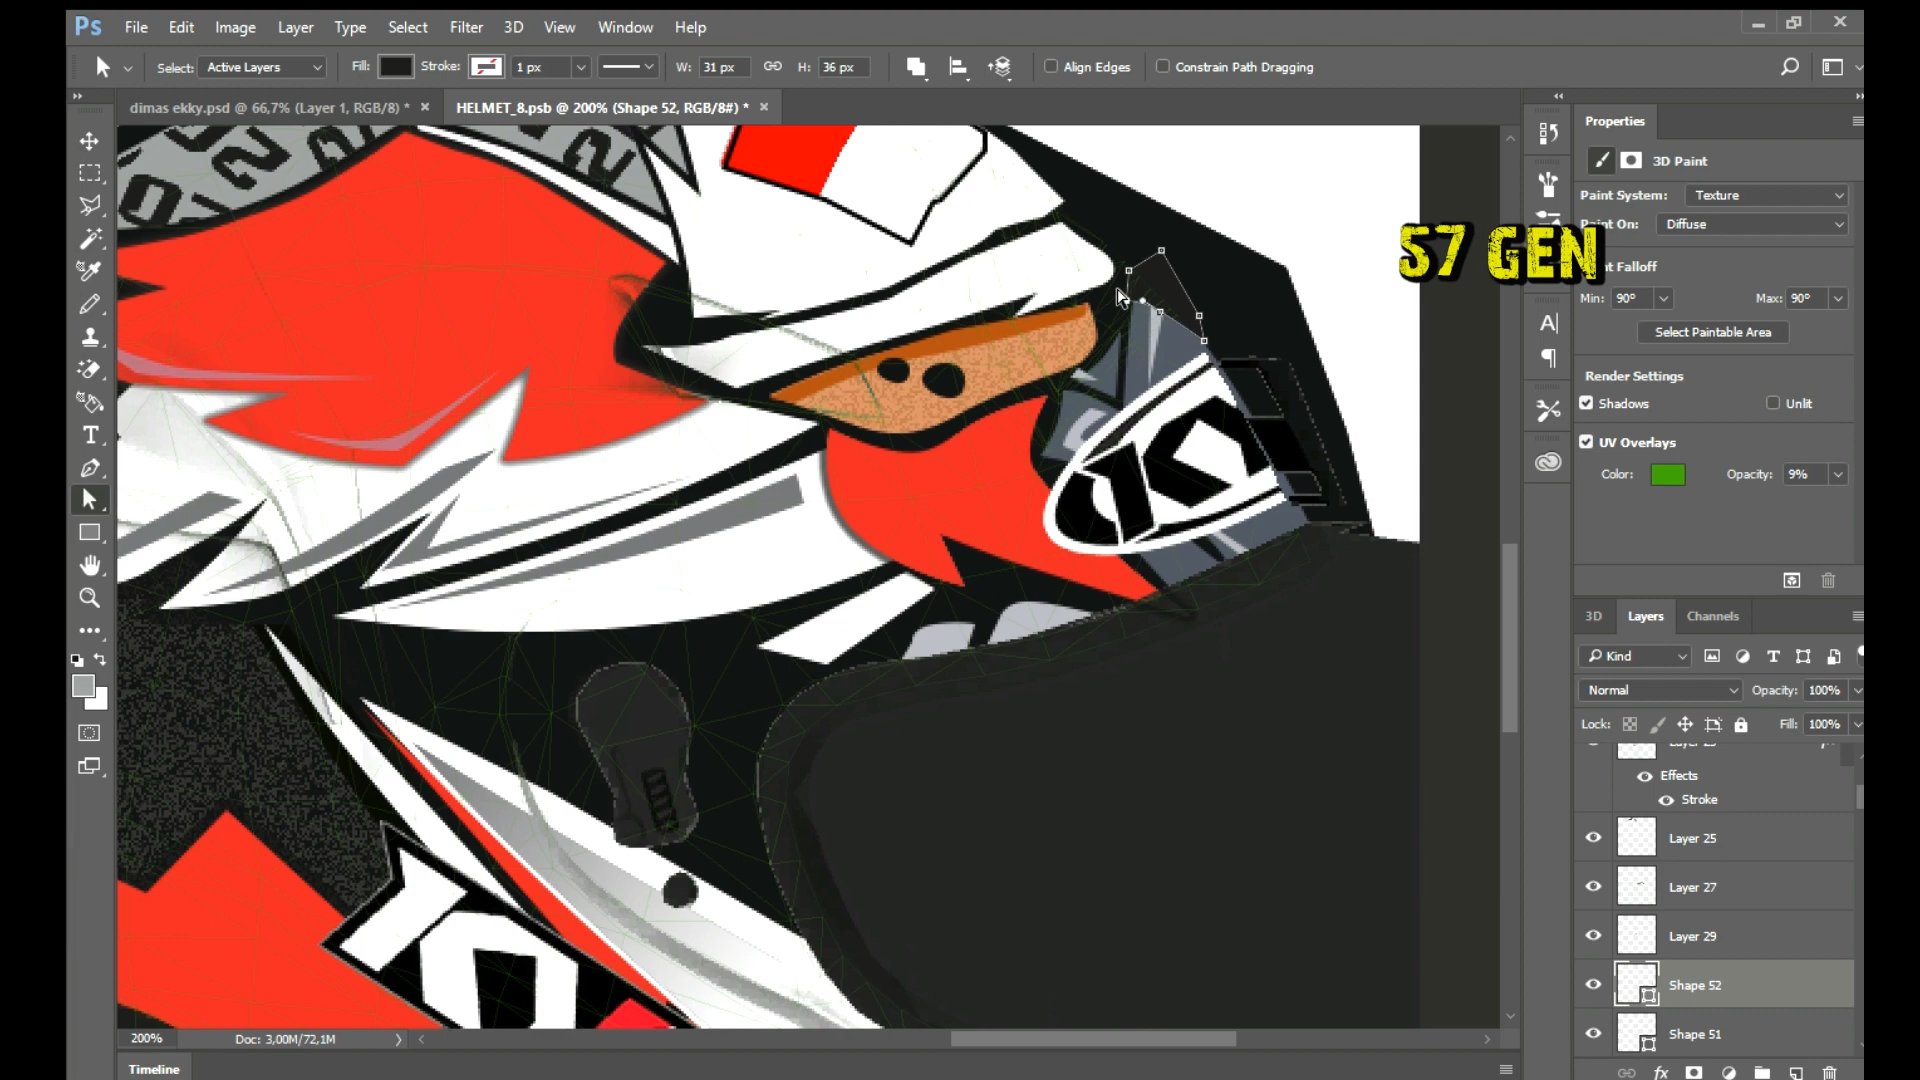 Ps File Edit Image Layer Type Select Filter 3D View Window Help
Select: Active Layers Fill: Stroke: 1 px W: 31 px H: 36 px Align Edges Constrain Path Dragging
dimas ekky.psd @ 66,7% (Layer 1, RGB/8) * × HELMET_8.psb @ 200% (Shape 52, RGB/8#) * ×
Properties
3D Paint
Paint System: Texture
Paint On: Diffuse
57 GEN
Falloff
Min: 90° Max: 90°
Select Paintable Area
Render Settings
Shadows Unlit
UV Overlays
Color: Opacity: 9%
3D Layers Channels
Kind
Normal Opacity: 100%
Lock: Fill: 100%
Effects
Stroke
Layer 25
Layer 27
Layer 29
Shape 52
Shape 51
fx
200% Doc: 3,00M/72,1M
Timeline